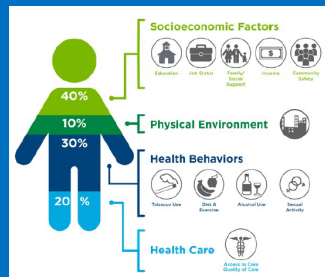 Socioeconomic Factors
Education
Job Status
Family/
Social
Support
Income
Community
Safety
40%
10%
Physical Environment
30%
Health Behaviors
Tobacco Use
Diet &
Exercise
Alcohol Use
Sexual
Activity
20 %
Health Care
Access to Care
Quality of Care